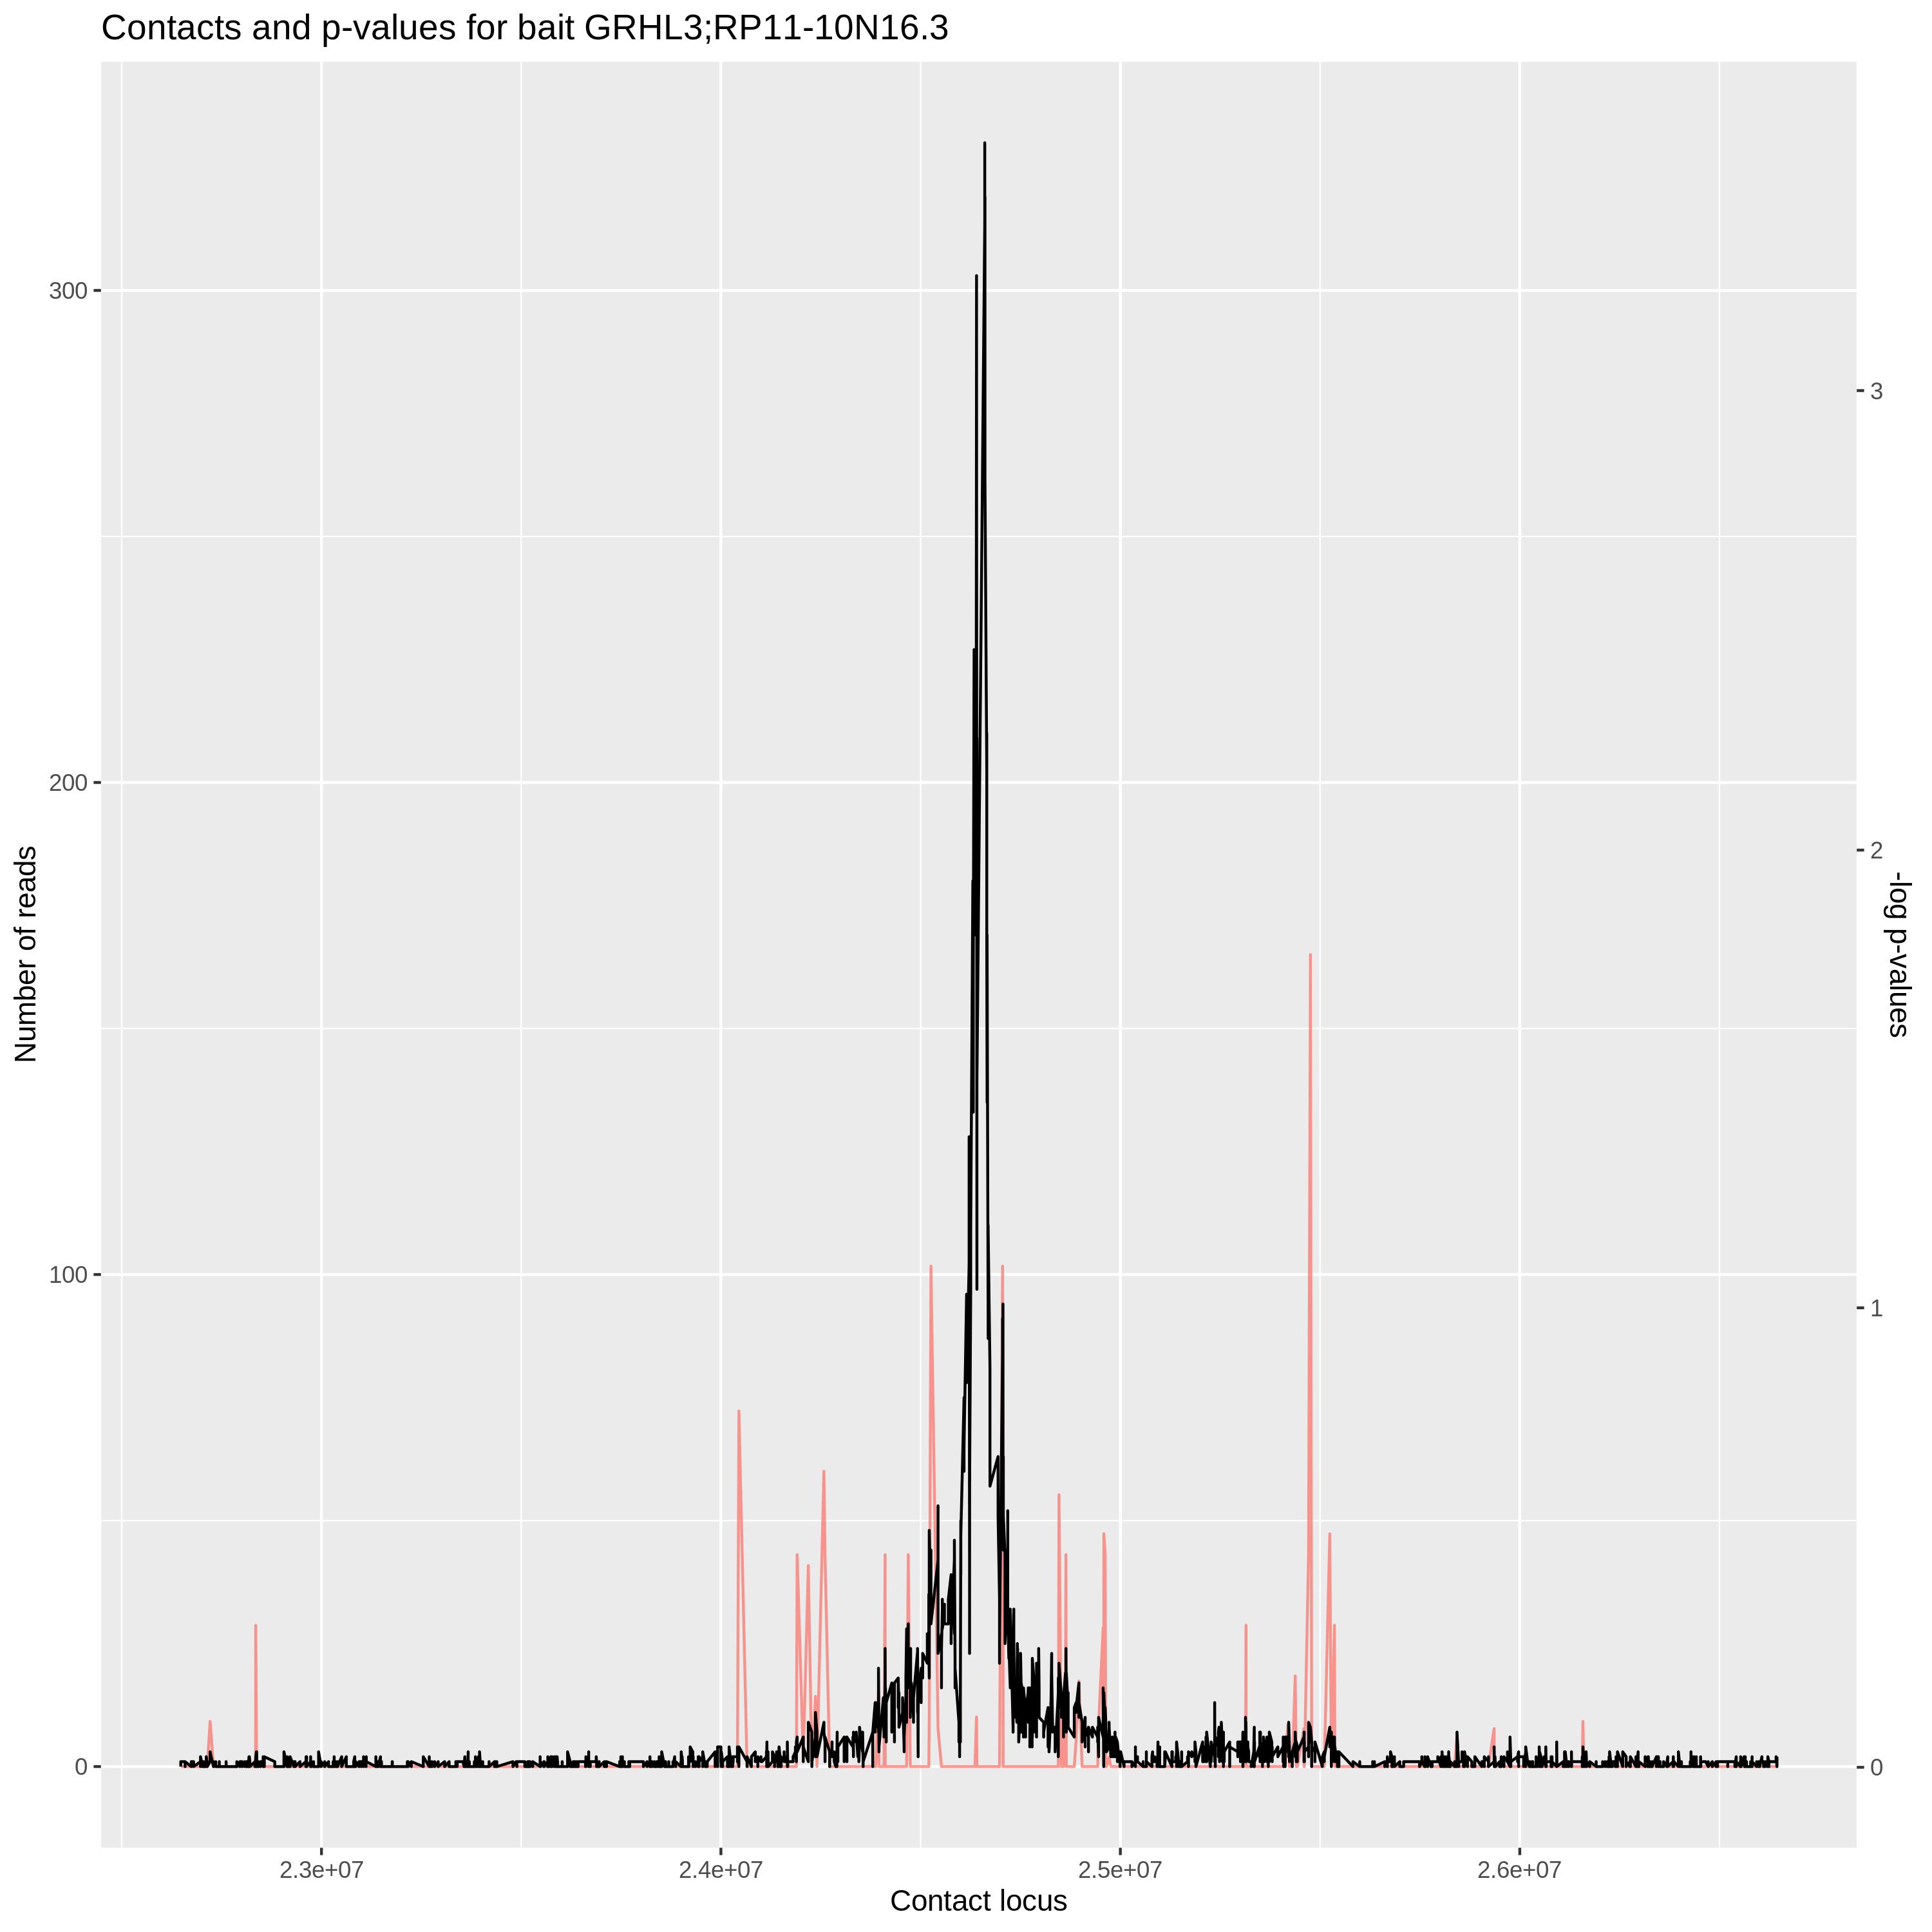 Contacts and p-values for bait GRHL3;RP11-10N16.3
Number of reads
300
200
100
0
3
2
1
0
-log p-values
2.3e+07 2.4e+07 2.5e+07 2.6e+07
Contact locus